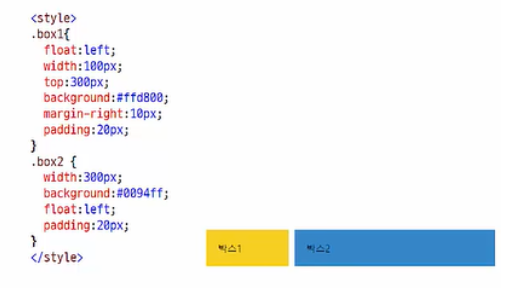 <style>
.box1{
float:left;
width:100px;
top:300px;
background:#ffd800;
margin-right:10px;
padding:20px;
}
.box2 {
width:300px;
background:#0094ff;
float:left;
padding:20px;
}
</style>
박스1
박스2